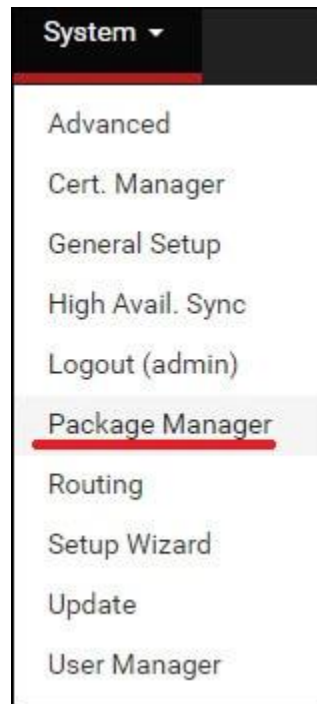 System
Advanced
Cert. Manager
General Setup
High Avail. Sync
Logout (admin)
Package Manager
Routing
Setup Wizard
Update
User Manager